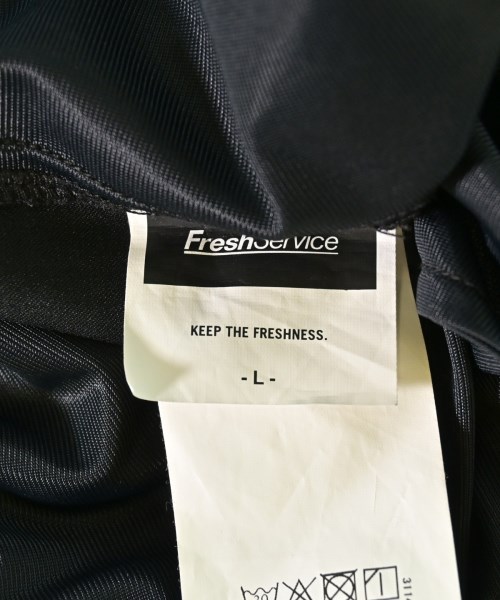 FreshService
KEEP THE FRESHNESS.
- L -